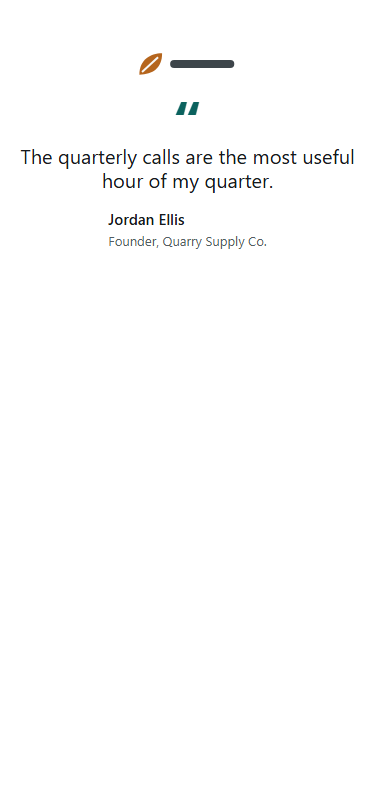 The quarterly calls are the most useful
hour of my quarter.
Jordan Ellis
Founder, Quarry Supply Co.